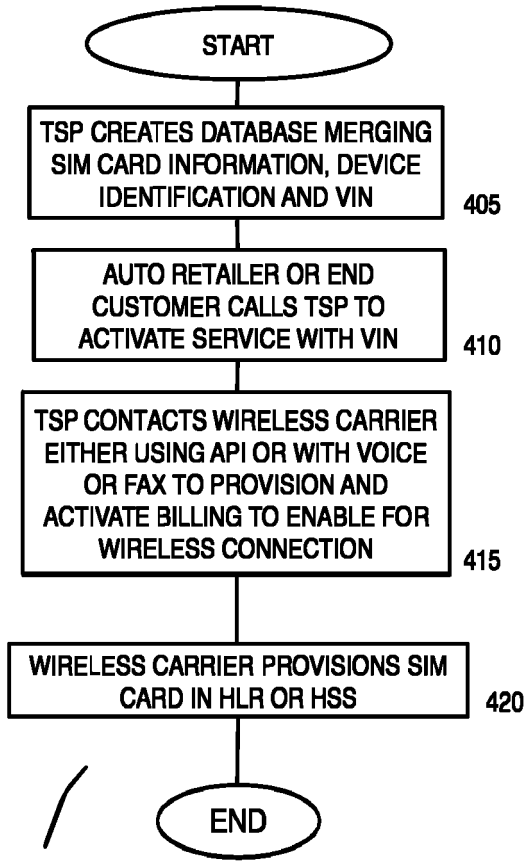 START
TSP CREATES DATABASE MERGING
SIM CARD INFORMATION, DEVICE
IDENTIFICATION AND VIN
405
AUTO RETAILER OR END
CUSTOMER CALLS TSP TO
ACTIVATE SERVICE WITH VIN
410
TSP CONTACTS WIRELESS CARRIER
EITHER USING API OR WITH VOICE
OR FAX TO PROVISION AND
ACTIVATE BILLING TO ENABLE FOR
WIRELESS CONNECTION
415
WIRELESS CARRIER PROVISIONS SIM
CARD IN HLR OR HSS
420
END